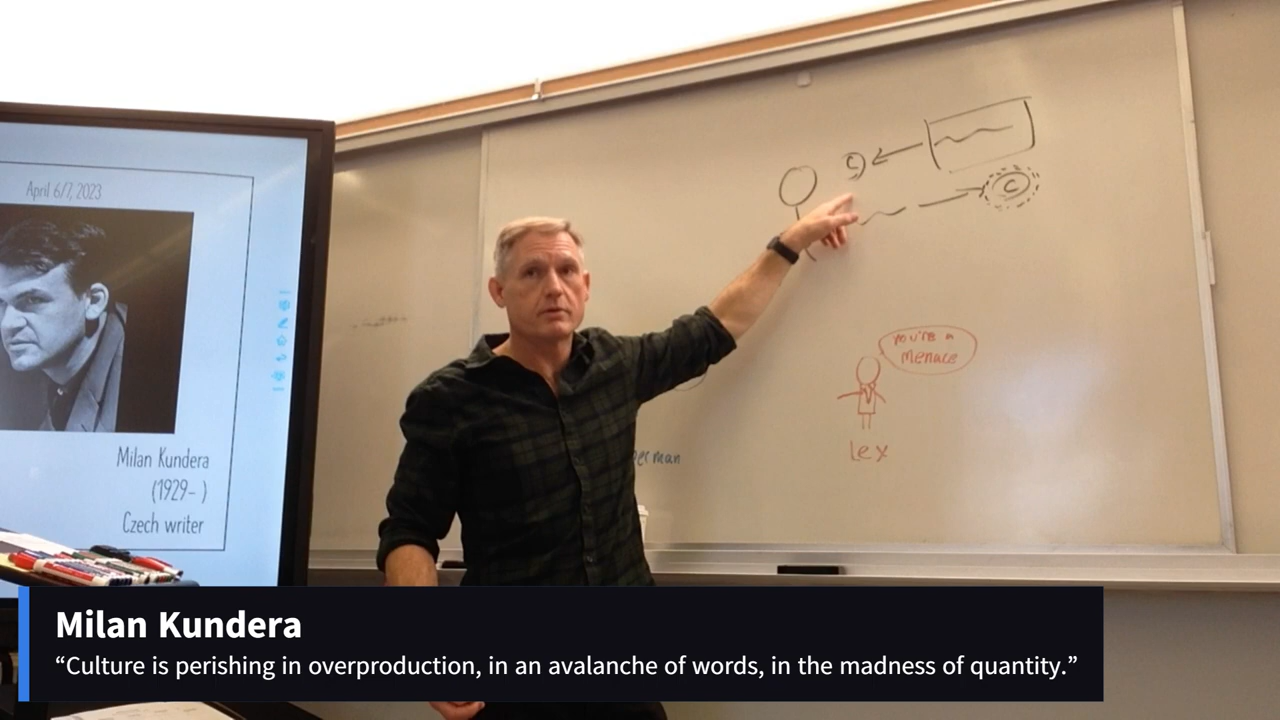 April 6/7, 2023
Milan Kundera
(1929- )
Czech writer
C
C
YOU'RE A
MENACE
Lex
erman
Milan Kundera
“Culture is perishing in overproduction, in an avalanche of words, in the madness of quantity.”